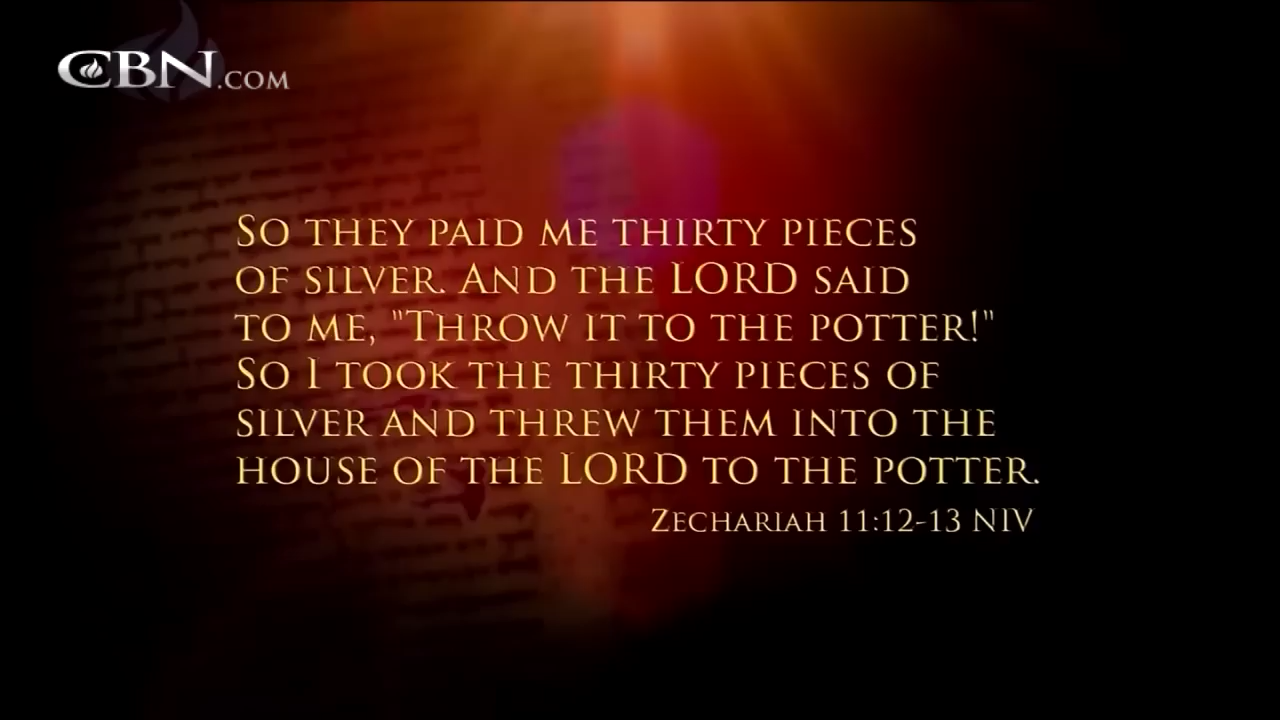 CBN.COM
SO THEY PAID ME THIRTY PIECES
OF SILVER. AND THE LORD SAID
TO ME, "THROW IT TO THE POTTER!"
SO I TOOK THE THIRTY PIECES OF
SILVER AND THREW THEM INTO THE
HOUSE OF THE LORD TO THE POTTER.
ZECHARIAH 11:12-13 NIV